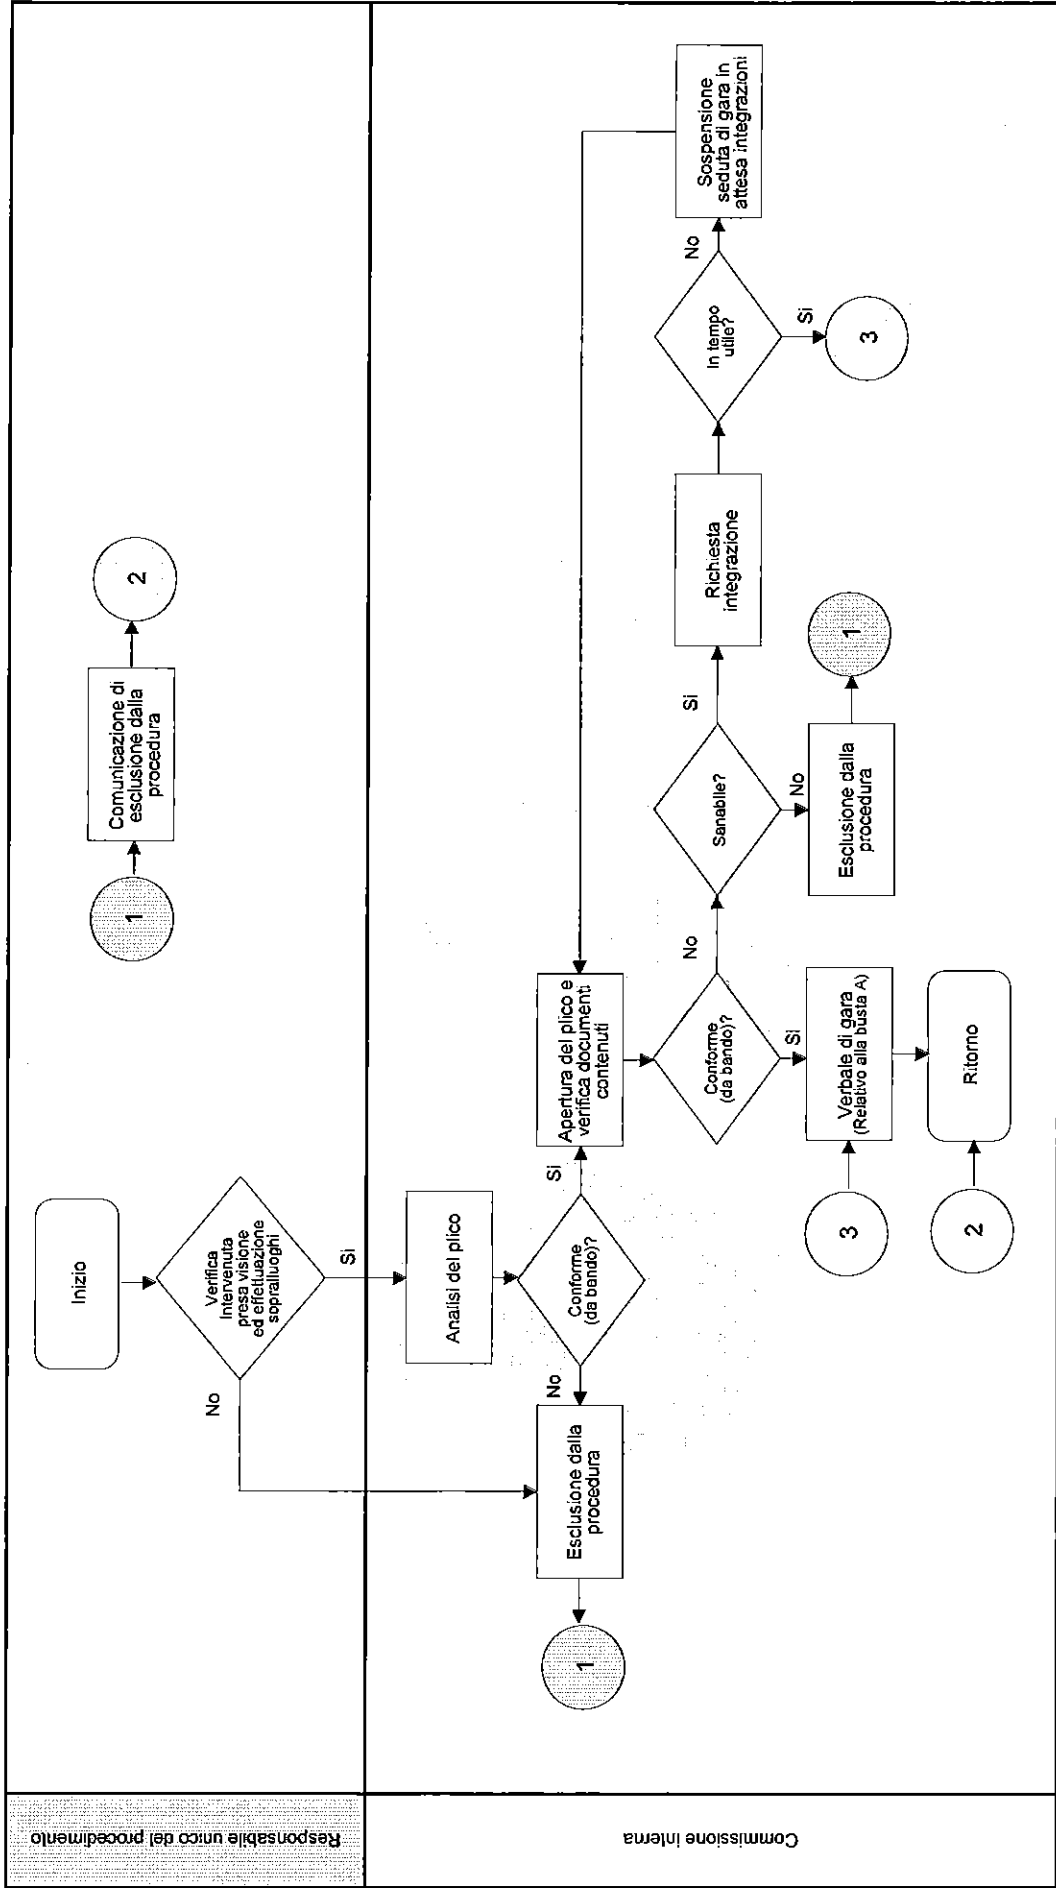 Responsabile unico del procedimento
Inizio
Verifica
Intervenuta
presa visione
ed effettuazione
sopralluoghi
No
Si
1
Comunicazione di
esclusione dalla
procedura
2
Commissione interna
Analisi del plico
Conforme
(da bando)?
No
Si
Esclusione dalla
procedura
1
Apertura del plico e
verifica documenti
contenuti
Conforme
(da bando)?
No
Si
Sanabile?
Si
No
Richiesta
integrazione
In tempo
utile?
No
Si
Sospensione
seduta di gara in
attesa integrazioni
3
Esclusione dalla
procedura
1
3
Verbale di gara
(Relativo alla busta A)
2
Ritorno